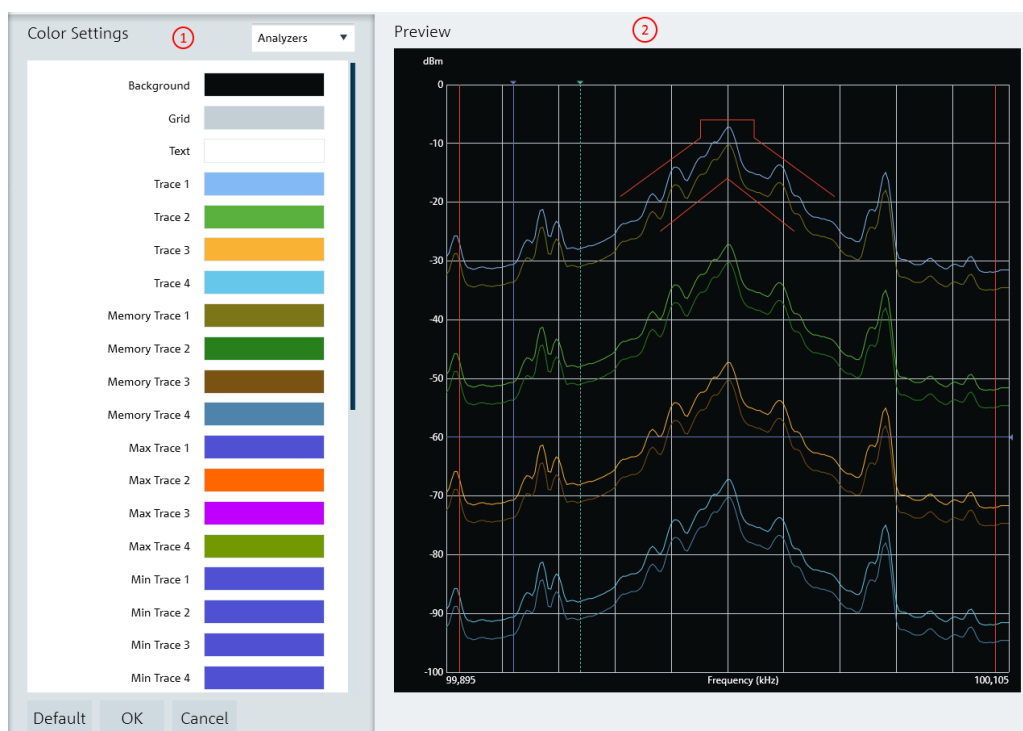 Color Settings
1
Analyzers
Background
Grid
Text
Trace 1
Trace 2
Trace 3
Trace 4
Memory Trace 1
Memory Trace 2
Memory Trace 3
Memory Trace 4
Max Trace 1
Max Trace 2
Max Trace 3
Max Trace 4
Min Trace 1
Min Trace 2
Min Trace 3
Min Trace 4
Default OK Cancel
Preview
2
dBm
0
-10
-20
-30
-40
-50
-60
-70
-80
-90
-100
99,895 Frequency (kHz) 100,105